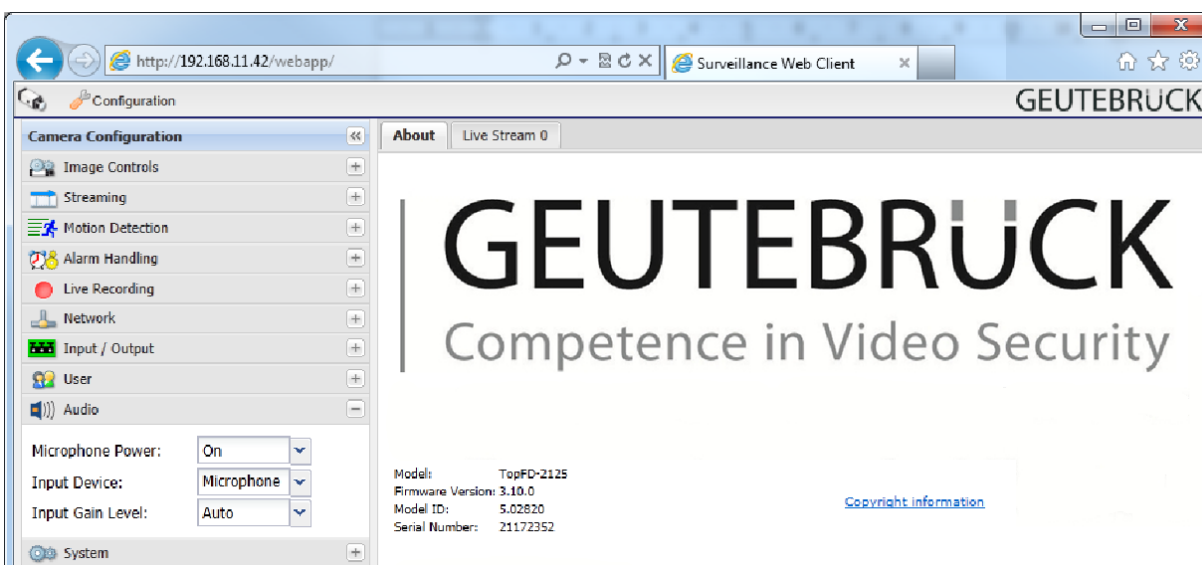 http://192.168.11.42/webapp/
Surveillance Web Client
Configuration
GEUTEBRÜCK
Camera Configuration
About
Live Stream 0
Image Controls
Streaming
Motion Detection
Alarm Handling
Live Recording
Network
Input / Output
User
Audio
Microphone Power: On
Input Device: Microphone
Input Gain Level: Auto
System
GEUTEBRÜCK
Competence in Video Security
Model: TopFD-2125
Firmware Version: 3.10.0
Model ID: 5.02820
Serial Number: 21172352
Copyright information